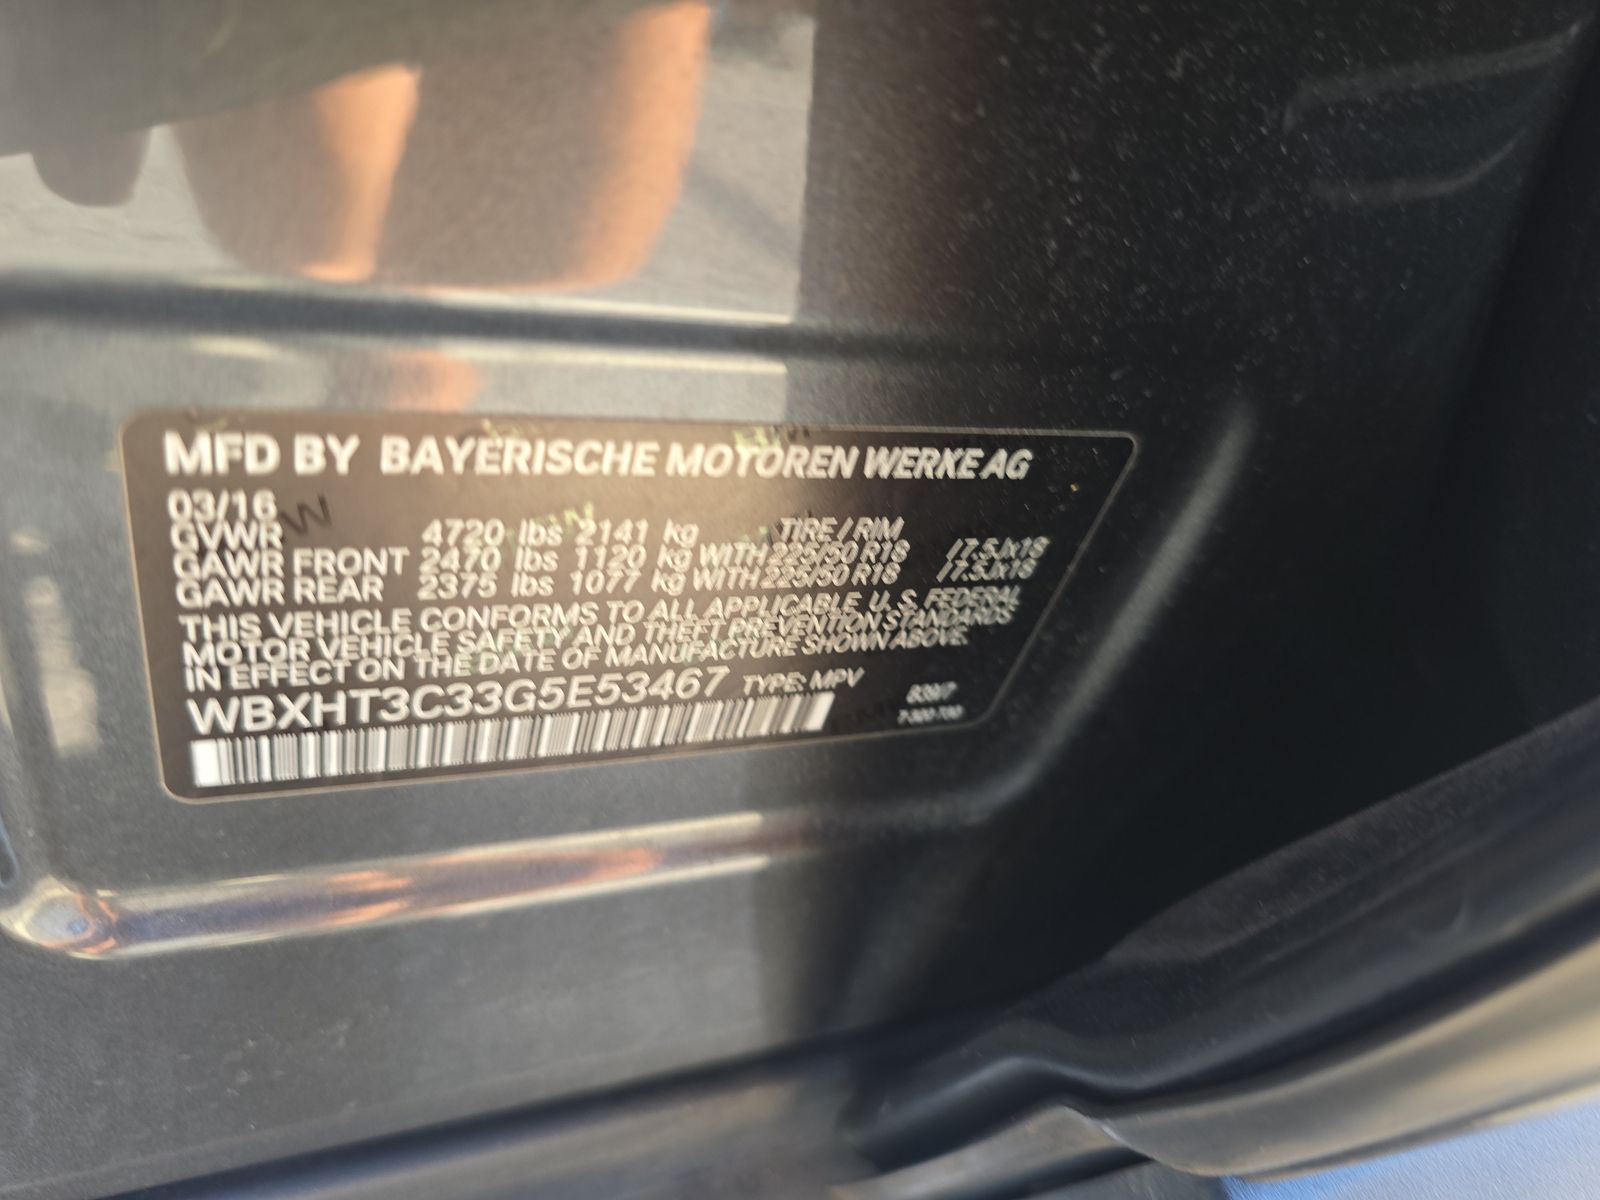 MFD BY BAYERISCHE MOTOREN WERKE AG
03/16
GVWR 4720 lbs 2141 kg TIRE / RIM
GAWR FRONT 2470 lbs 1120 kg WITH 225/50 R18 /7.5Jx18
GAWR REAR 2375 lbs 1077 kg WITH 225/50 R18 /7.5Jx18
THIS VEHICLE CONFORMS TO ALL APPLICABLE U. S. FEDERAL
MOTOR VEHICLE SAFETY AND THEFT PREVENTION STANDARDS
IN EFFECT ON THE DATE OF MANUFACTURE SHOWN ABOVE.
WBXHT3C33G5E53467 TYPE: MPV